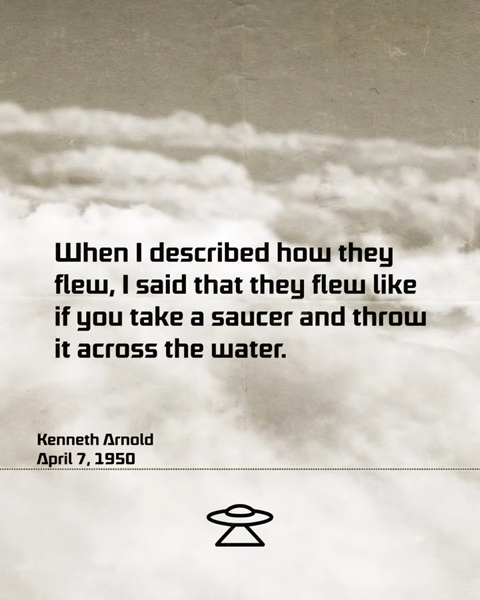 When I described how they
flew, I said that they flew like
if you take a saucer and throw
it across the water.
Kenneth Arnold
April 7, 1950